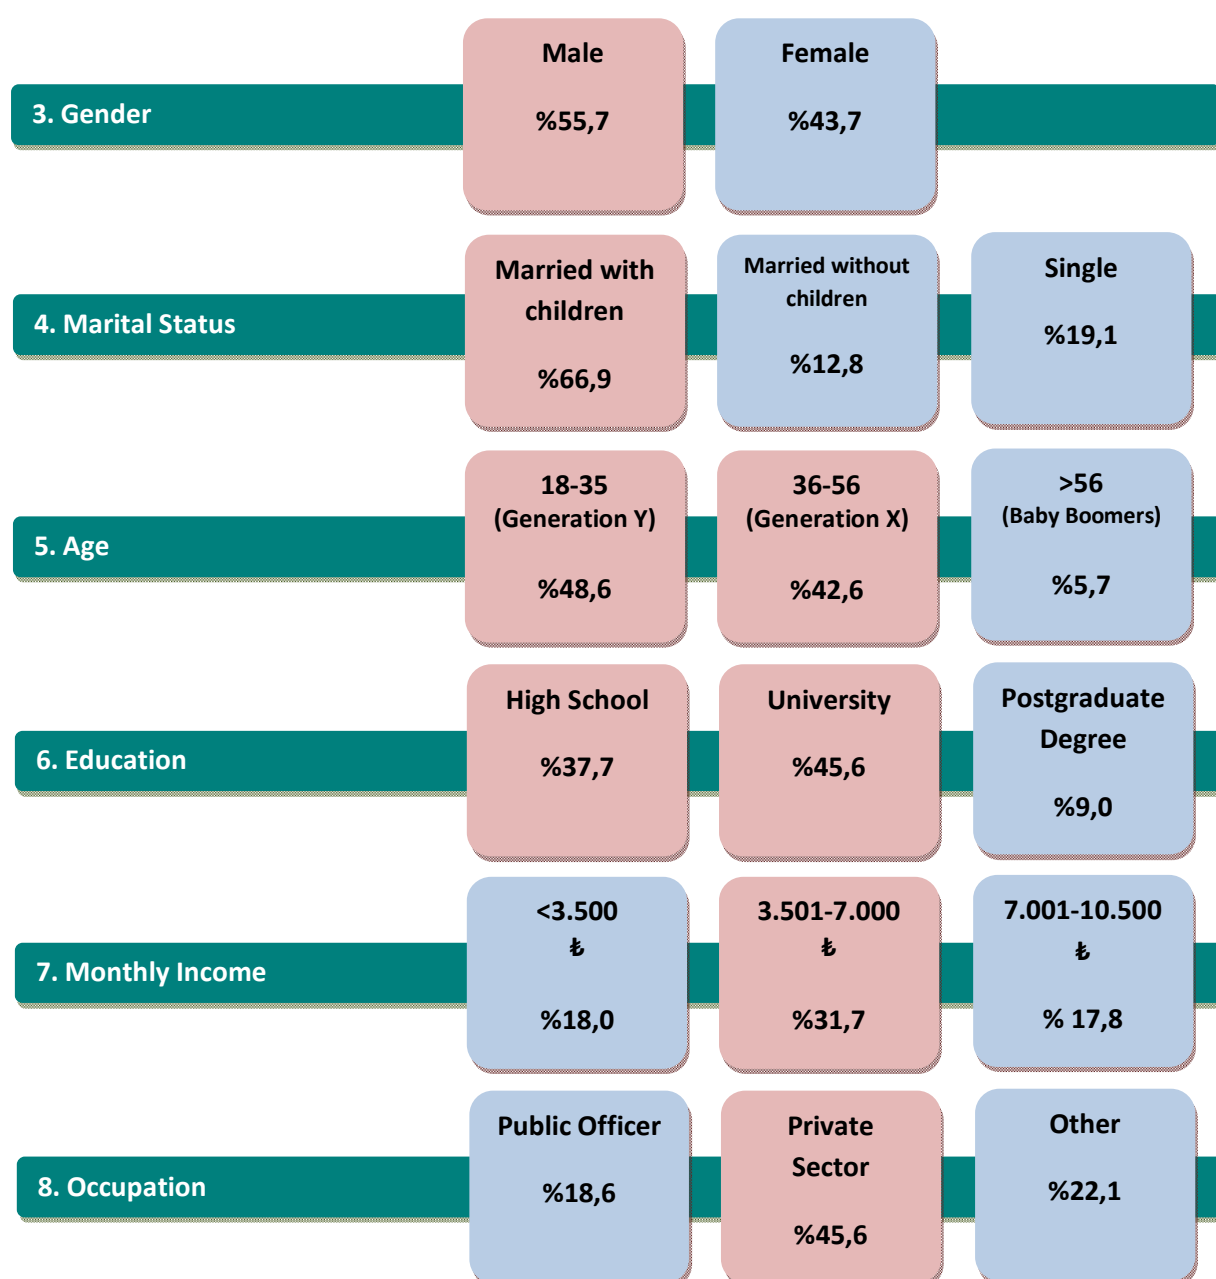 Male
Female
3. Gender
%55,7
%43,7
Married with
children
Married without
children
Single
4. Marital Status
%66,9
%12,8
%19,1
18-35
(Generation Y)
36-56
(Generation X)
>56
(Baby Boomers)
5. Age
%48,6
%42,6
%5,7
High School
University
Postgraduate
Degree
6. Education
%37,7
%45,6
%9,0
<3.500
₺
3.501-7.000
₺
7.001-10.500
₺
7. Monthly Income
%18,0
%31,7
% 17,8
Public Officer
Private
Sector
Other
8. Occupation
%18,6
%45,6
%22,1